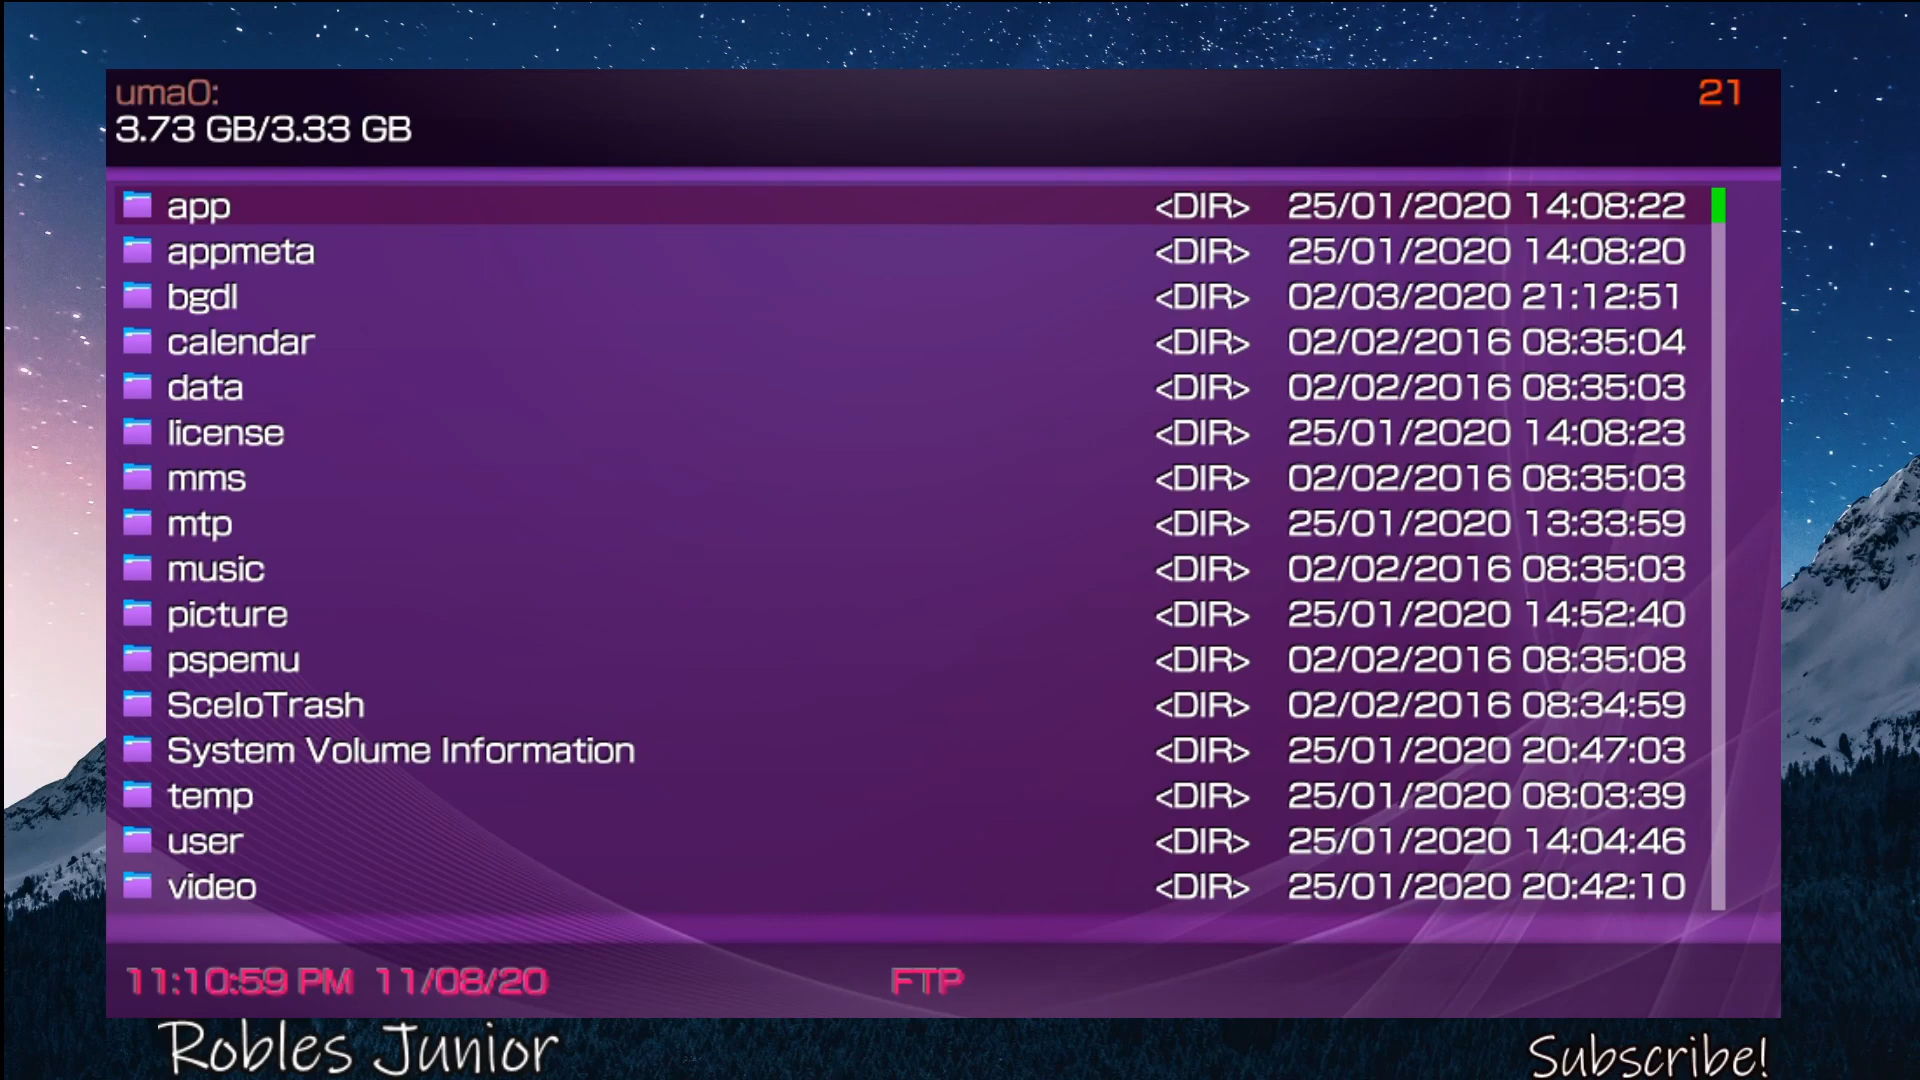 uma0:
21
3.73 GB/3.33 GB
app <DIR> 25/01/2020 14:08:22
appmeta <DIR> 25/01/2020 14:08:20
bgdl <DIR> 02/03/2020 21:12:51
calendar <DIR> 02/02/2016 08:35:04
data <DIR> 02/02/2016 08:35:03
license <DIR> 25/01/2020 14:08:23
mms <DIR> 02/02/2016 08:35:03
mtp <DIR> 25/01/2020 13:33:59
music <DIR> 02/02/2016 08:35:03
picture <DIR> 25/01/2020 14:52:40
pspemu <DIR> 02/02/2016 08:35:08
SceIoTrash <DIR> 02/02/2016 08:34:59
System Volume Information <DIR> 25/01/2020 20:47:03
temp <DIR> 25/01/2020 08:03:39
user <DIR> 25/01/2020 14:04:46
video <DIR> 25/01/2020 20:42:10
11:10:59 PM 11/08/20 FTP
Robles Junior
Subscribe!